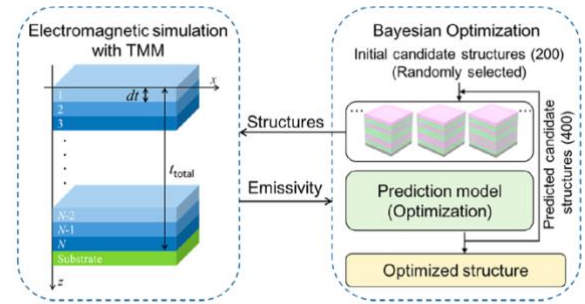 Electromagnetic simulation
with TMM
x
dt
1
2
3
t_total
N-2
N-1
N
Substrate
z
Structures
Emissivity
Bayesian Optimization
Initial candidate structures (200)
(Randomly selected)
...
...
Prediction model
(Optimization)
Optimized structure
Predicted candidate
structures (400)